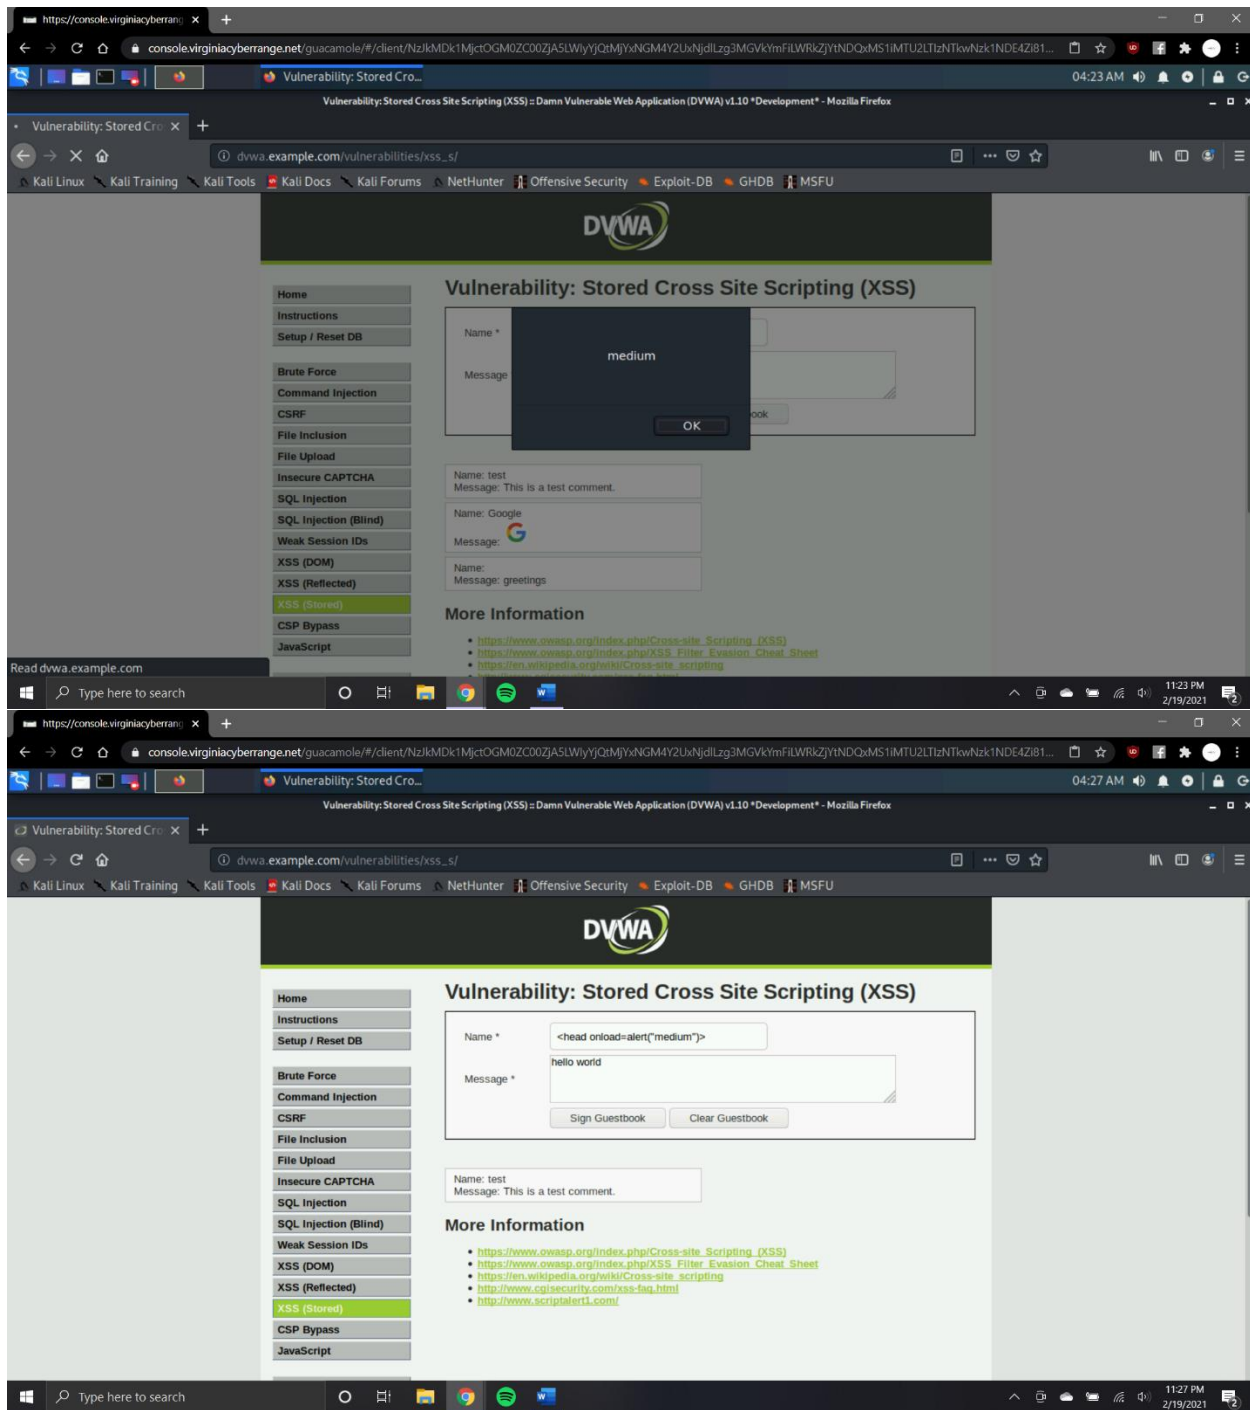 https://console.virginiacyberrang
console.virginiacyberrange.net/guacamole/#/client/
Vulnerability: Stored Cro...
04:23 AM
Vulnerability: Stored Cross Site Scripting (XSS) :: Damn Vulnerable Web Application (DVWA) v1.10 *Development* - Mozilla Firefox
Vulnerability: Stored Cro
dvwa.example.com/vulnerabilities/xss_s/
Kali Linux Kali Training Kali Tools Kali Docs Kali Forums NetHunter Offensive Security Exploit-DB GHDB MSFU
DVWA
Vulnerability: Stored Cross Site Scripting (XSS)
Home
Instructions
Setup / Reset DB
Brute Force
Command Injection
CSRF
File Inclusion
File Upload
Insecure CAPTCHA
SQL Injection
SQL Injection (Blind)
Weak Session IDs
XSS (DOM)
XSS (Reflected)
XSS (Stored)
CSP Bypass
JavaScript
Name *
Message
medium
OK
ook
Name: test
Message: This is a test comment.
Name: Google
Message: G
Name:
Message: greetings
More Information
https://www.owasp.org/index.php/Cross-site_Scripting_(XSS)
https://www.owasp.org/index.php/XSS_Filter_Evasion_Cheat_Sheet
https://en.wikipedia.org/wiki/Cross-site_scripting
Read dvwa.example.com
Type here to search
11:23 PM
2/19/2021
https://console.virginiacyberrang
console.virginiacyberrange.net/guacamole/#/client/
Vulnerability: Stored Cro...
04:27 AM
Vulnerability: Stored Cross Site Scripting (XSS) :: Damn Vulnerable Web Application (DVWA) v1.10 *Development* - Mozilla Firefox
Vulnerability: Stored Cro
dvwa.example.com/vulnerabilities/xss_s/
Kali Linux Kali Training Kali Tools Kali Docs Kali Forums NetHunter Offensive Security Exploit-DB GHDB MSFU
DVWA
Vulnerability: Stored Cross Site Scripting (XSS)
Home
Instructions
Setup / Reset DB
Brute Force
Command Injection
CSRF
File Inclusion
File Upload
Insecure CAPTCHA
SQL Injection
SQL Injection (Blind)
Weak Session IDs
XSS (DOM)
XSS (Reflected)
XSS (Stored)
CSP Bypass
JavaScript
Name * <head onload=alert("medium")>
hello world
Message *
Sign Guestbook Clear Guestbook
Name: test
Message: This is a test comment.
More Information
https://www.owasp.org/index.php/Cross-site_Scripting_(XSS)
https://www.owasp.org/index.php/XSS_Filter_Evasion_Cheat_Sheet
https://en.wikipedia.org/wiki/Cross-site_scripting
http://www.cgisecurity.com/xss-faq.html
http://www.scriptalert1.com/
Type here to search
11:27 PM
2/19/2021